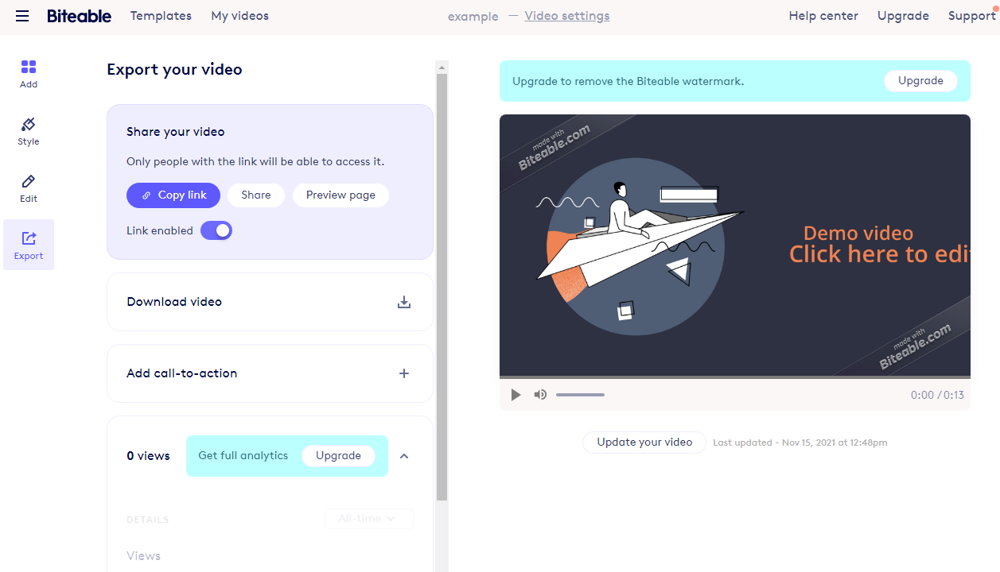 Biteable Templates My videos example — Video settings Help center Upgrade Support
Add
Style
Edit
Export
Export your video
Share your video
Only people with the link will be able to access it.
Copy link Share Preview page
Link enabled
Download video
Add call-to-action
0 views Get full analytics Upgrade
DETAILS All-time
Views
Upgrade to remove the Biteable watermark. Upgrade
made with
Biteable.com
Demo video
Click here to edi
made with
Biteable.com
0:00 / 0:13
Update your video Last updated - Nov 15, 2021 at 12:48pm